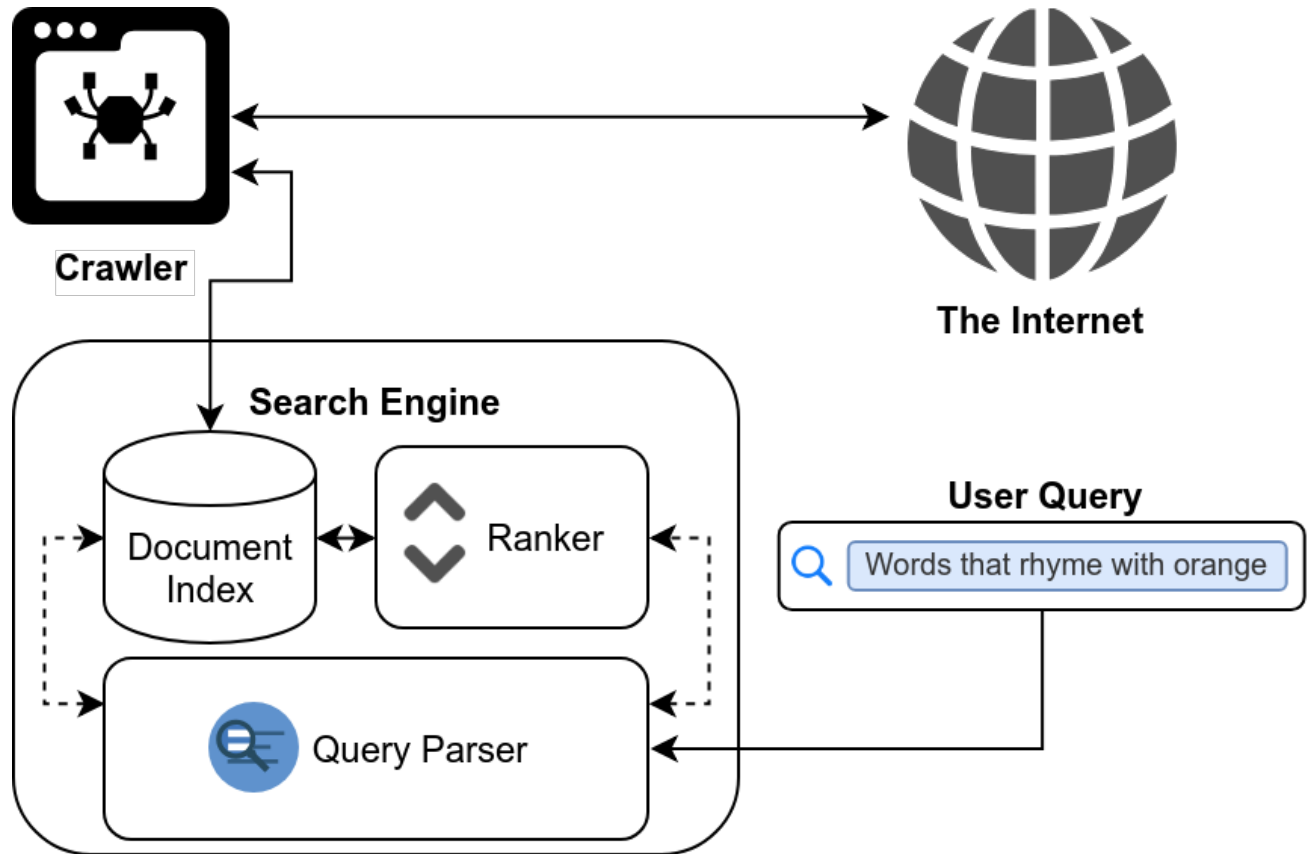 Crawler
The Internet
Search Engine
Document
Index
Ranker
User Query
Words that rhyme with orange
Query Parser